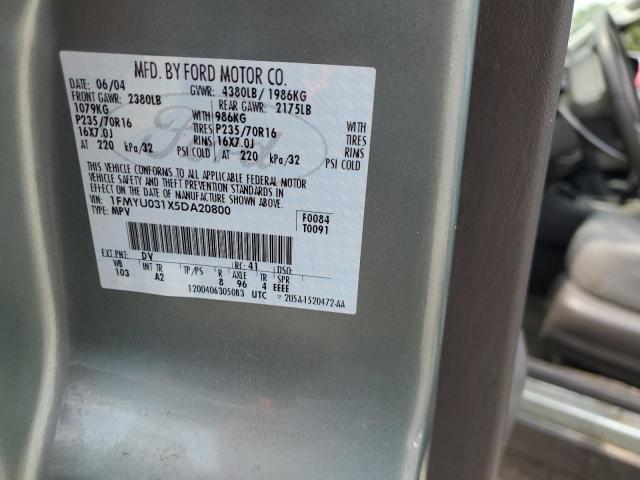 MFD. BY FORD MOTOR CO.
DATE: 06/04 GVWR: 4380LB/ 1986KG
FRONT GAWR: 2380LB REAR GAWR: 2175LB
1079KG WITH 986KG WITH
P235/70R16 TIRES P235/70R16 TIRES
16X7.0J RIMS 16X7.0J RIMS
AT 220 kPa/32 PSI COLD AT 220 kPa/32 PSI COLD
THIS VEHICLE CONFORMS TO ALL APPLICABLE FEDERAL MOTOR
VEHICLE SAFETY AND THEFT PREVENTION STANDARDS IN
EFFECT ON THE DATE OF MANUFACTURE SHOWN ABOVE.
VIN: 1FMYU031X5DA20800 F0084
TYPE: MPV T0091
EXT PNT: DV RC: 41 DSO:
WB INT TR TP/PS R AXLE TR SPR
103 A2 8 96 4 EEEE
1200406305083 UTC 2U5A-1520472-AA
Ford